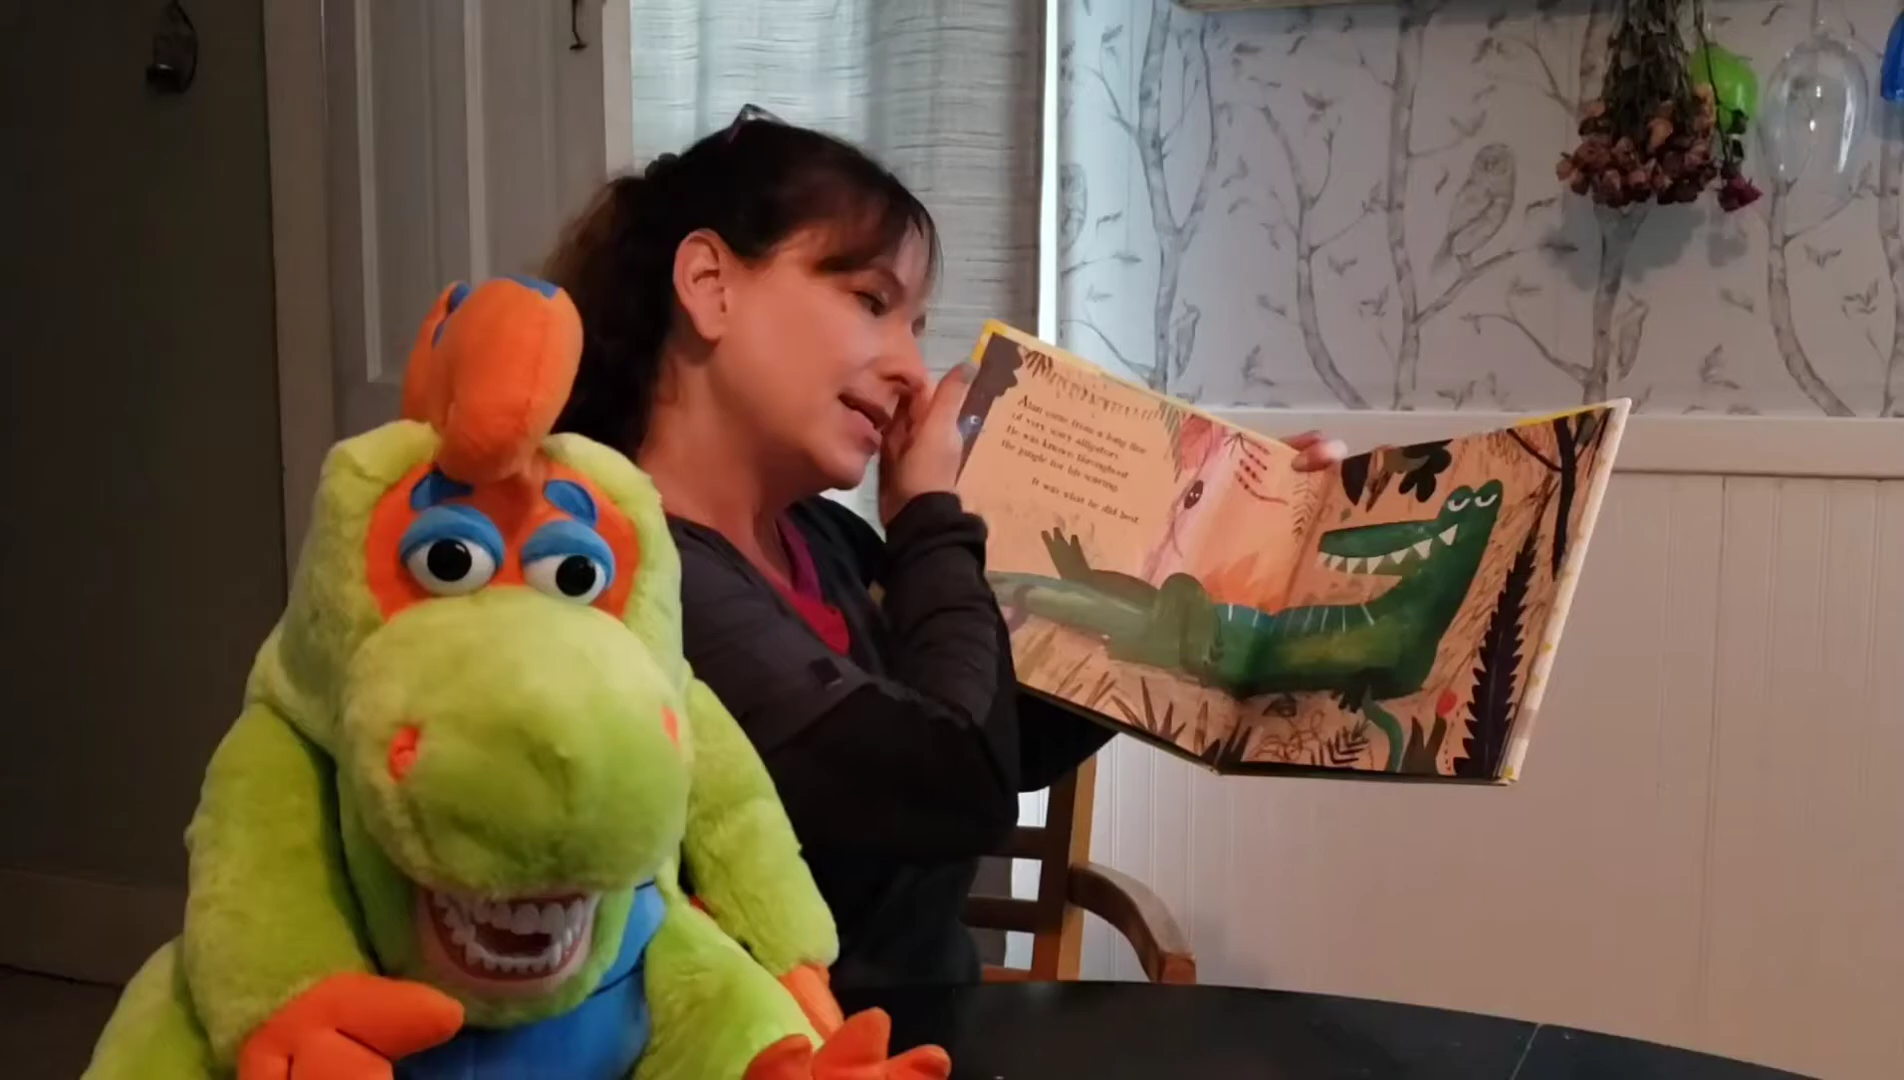 Alan came from a long line
of very scary alligators.
He was known throughout
the jungle for his scaring.
It was what he did best.